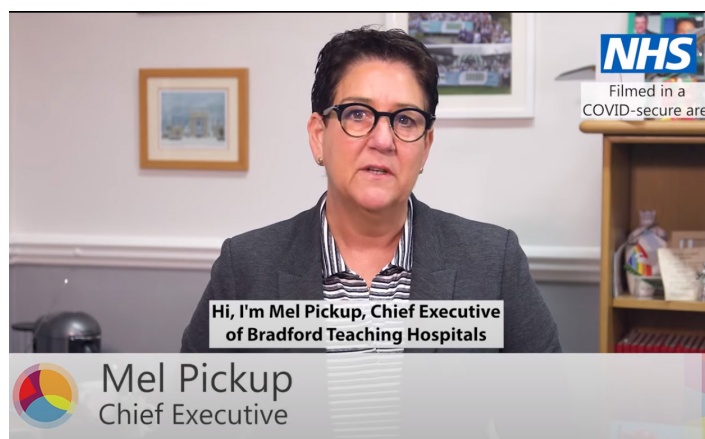 NHS
Filmed in a
COVID-secure are
Hi, I'm Mel Pickup, Chief Executive
of Bradford Teaching Hospitals
Mel Pickup
Chief Executive